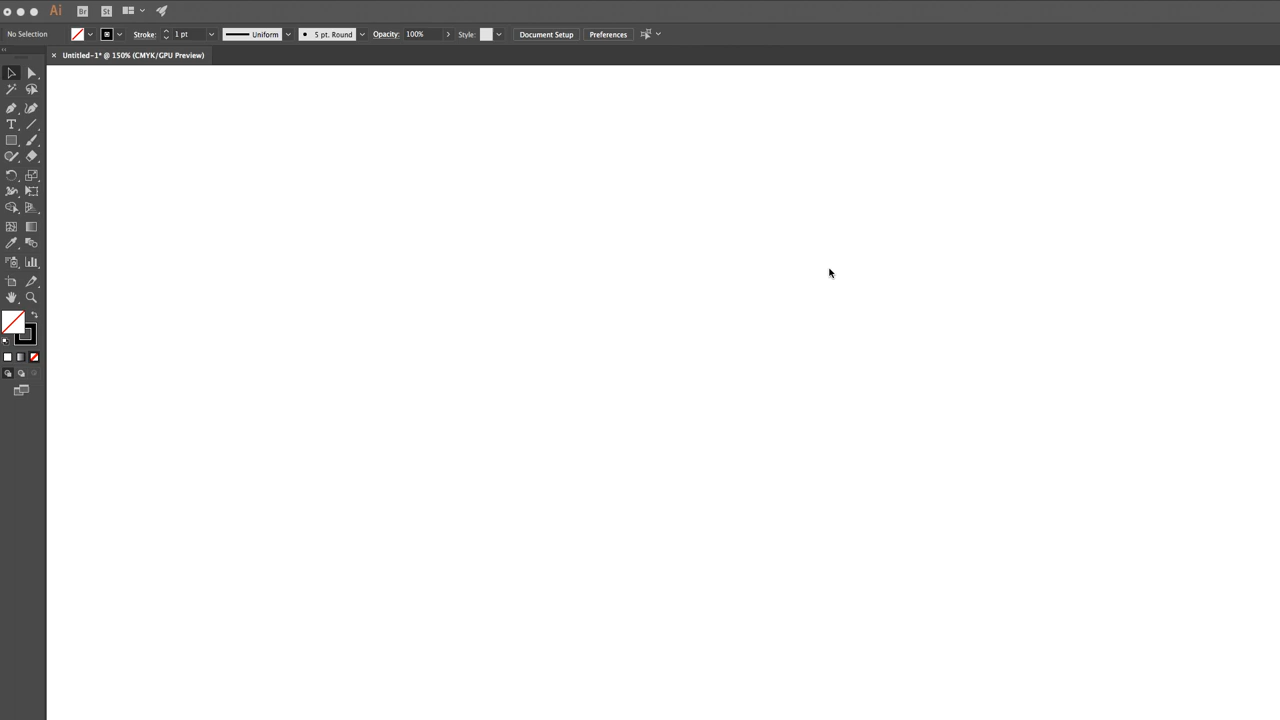 Ai Br St
No Selection Stroke: 1 pt Uniform 5 pt. Round Opacity: 100% Style: Document Setup Preferences
× Untitled-1* @ 150% (CMYK/GPU Preview)
T